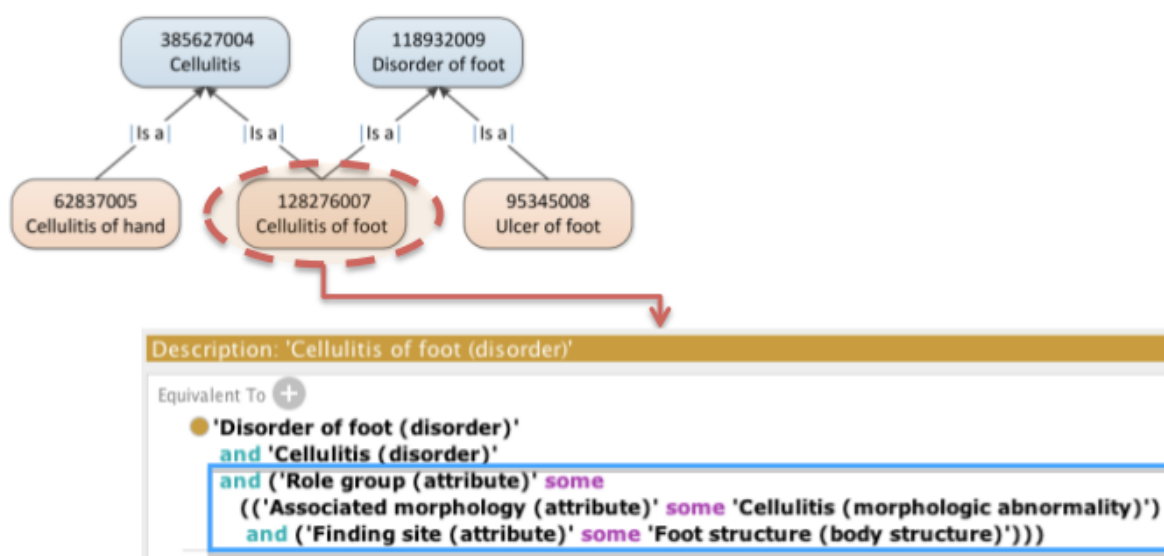 385627004
Cellulitis
118932009
Disorder of foot
|Is a|
|Is a|
|Is a|
|Is a|
62837005
Cellulitis of hand
128276007
Cellulitis of foot
95345008
Ulcer of foot
Description: 'Cellulitis of foot (disorder)'
Equivalent To +
'Disorder of foot (disorder)'
and 'Cellulitis (disorder)'
and ('Role group (attribute)' some
(('Associated morphology (attribute)' some 'Cellulitis (morphologic abnormality)')
and ('Finding site (attribute)' some 'Foot structure (body structure)')))